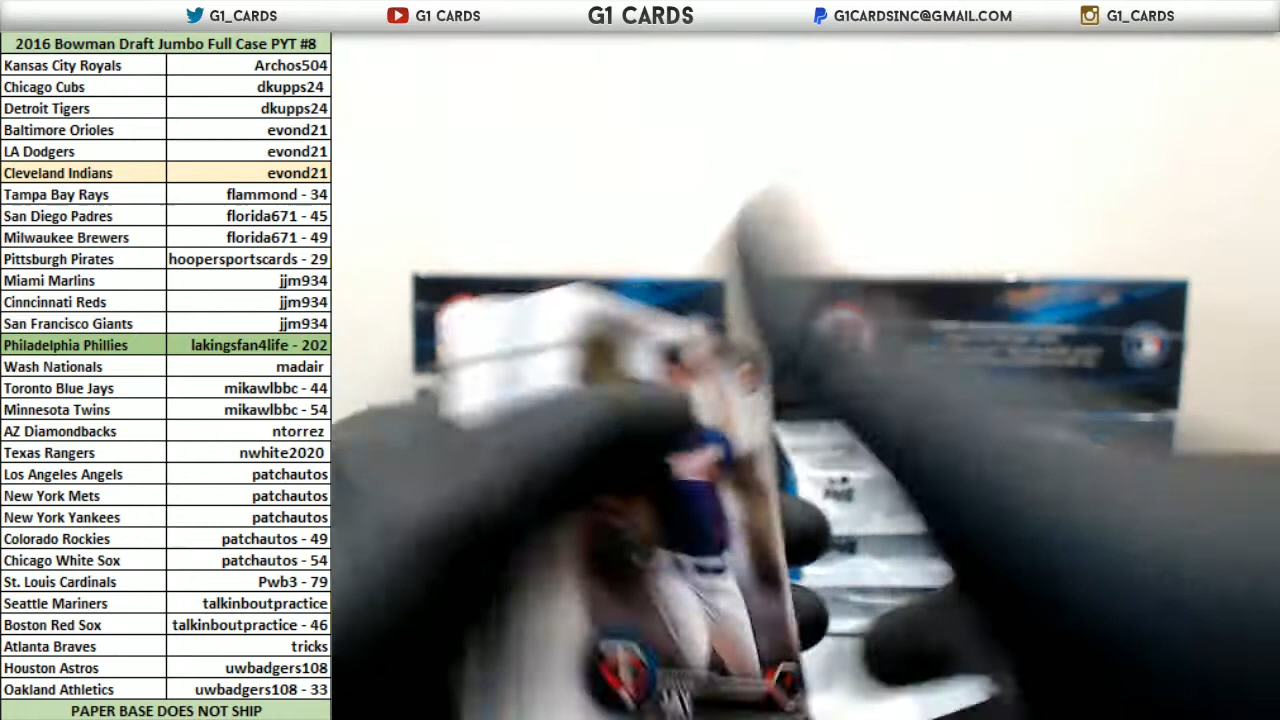 G1_CARDS G1 CARDS G1 CARDS G1CARDSINC@GMAIL.COM G1_CARDS
2016 Bowman Draft Jumbo Full Case PYT #8
Kansas City Royals Archos504
Chicago Cubs dkupps24
Detroit Tigers dkupps24
Baltimore Orioles evond21
LA Dodgers evond21
Cleveland Indians evond21
Tampa Bay Rays flammond - 34
San Diego Padres florida671 - 45
Milwaukee Brewers florida671 - 49
Pittsburgh Pirates hoopersportscards - 29
Miami Marlins jjm934
Cinncinnati Reds jjm934
San Francisco Giants jjm934
Philadelphia Phillies lakingsfan4life - 202
Wash Nationals madair
Toronto Blue Jays mikawlbbc - 44
Minnesota Twins mikawlbbc - 54
AZ Diamondbacks ntorrez
Texas Rangers nwhite2020
Los Angeles Angels patchautos
New York Mets patchautos
New York Yankees patchautos
Colorado Rockies patchautos - 49
Chicago White Sox patchautos - 54
St. Louis Cardinals Pwb3 - 79
Seattle Mariners talkinboutpractice
Boston Red Sox talkinboutpractice - 46
Atlanta Braves tricks
Houston Astros uwbadgers108
Oakland Athletics uwbadgers108 - 33
PAPER BASE DOES NOT SHIP